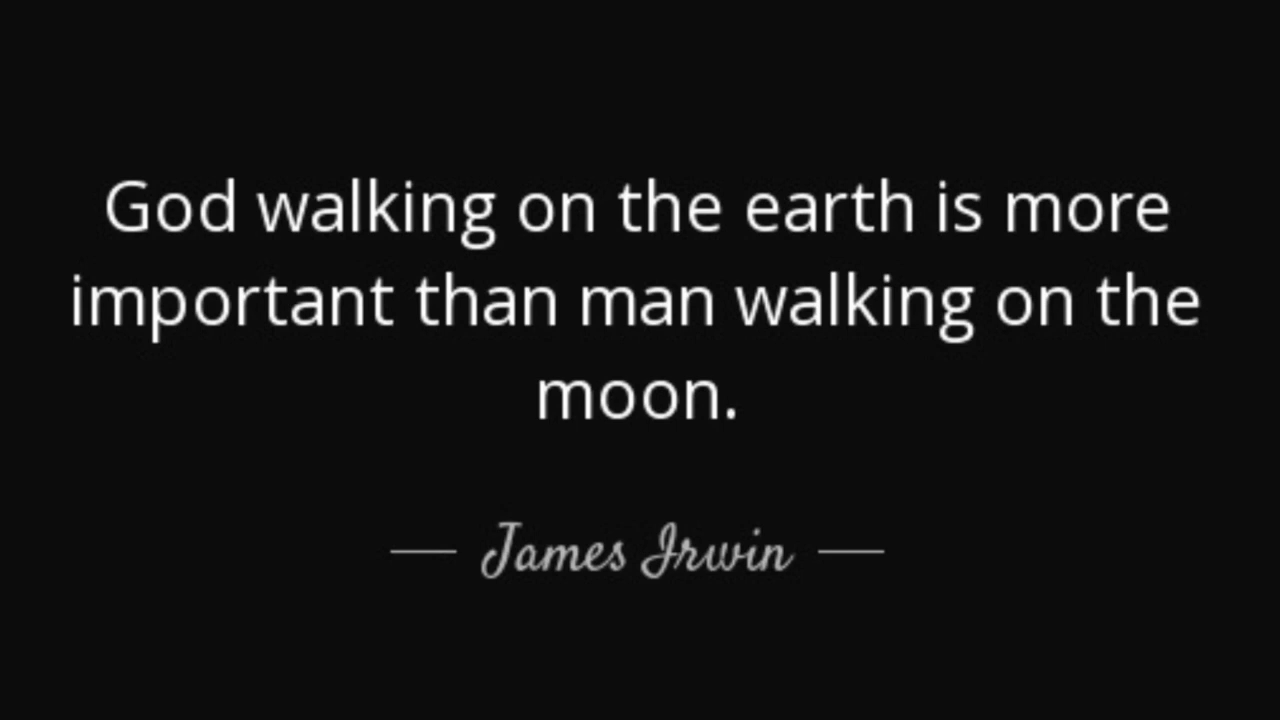 God walking on the earth is more
important than man walking on the
moon.
— James Irwin —